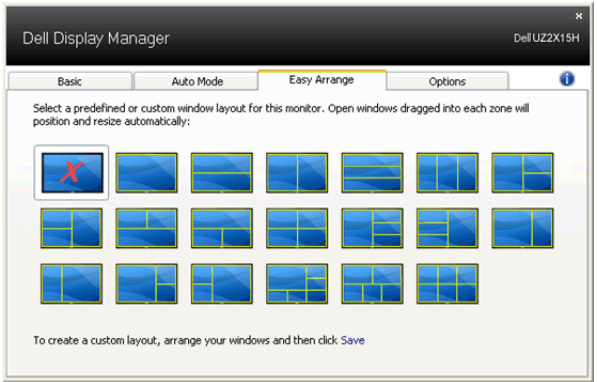 x
Dell Display Manager
Dell UZ2X15H
Basic Auto Mode Easy Arrange Options i
Select a predefined or custom window layout for this monitor. Open windows dragged into each zone will
position and resize automatically:
X
To create a custom layout, arrange your windows and then click Save